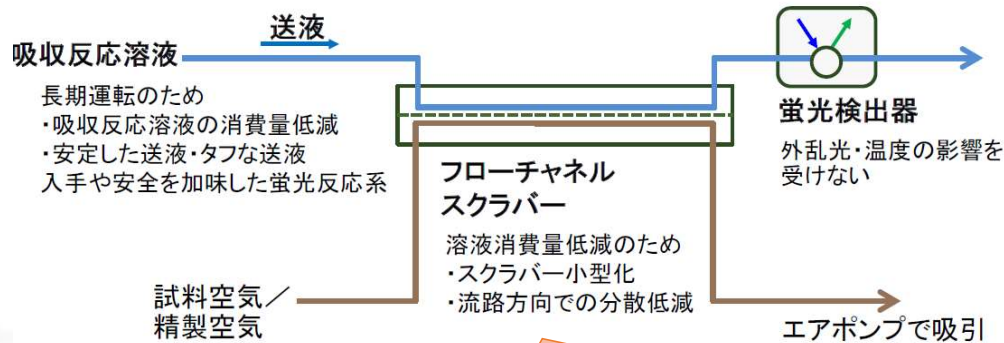 送液
吸収反応溶液
長期運転のため
・吸収反応溶液の消費量低減
・安定した送液・タフな送液
入手や安全を加味した蛍光反応系
フローチャネル
スクラバー
溶液消費量低減のため
・スクラバー小型化
・流路方向での分散低減
蛍光検出器
外乱光・温度の影響を
受けない
試料空気／
精製空気
エアポンプで吸引